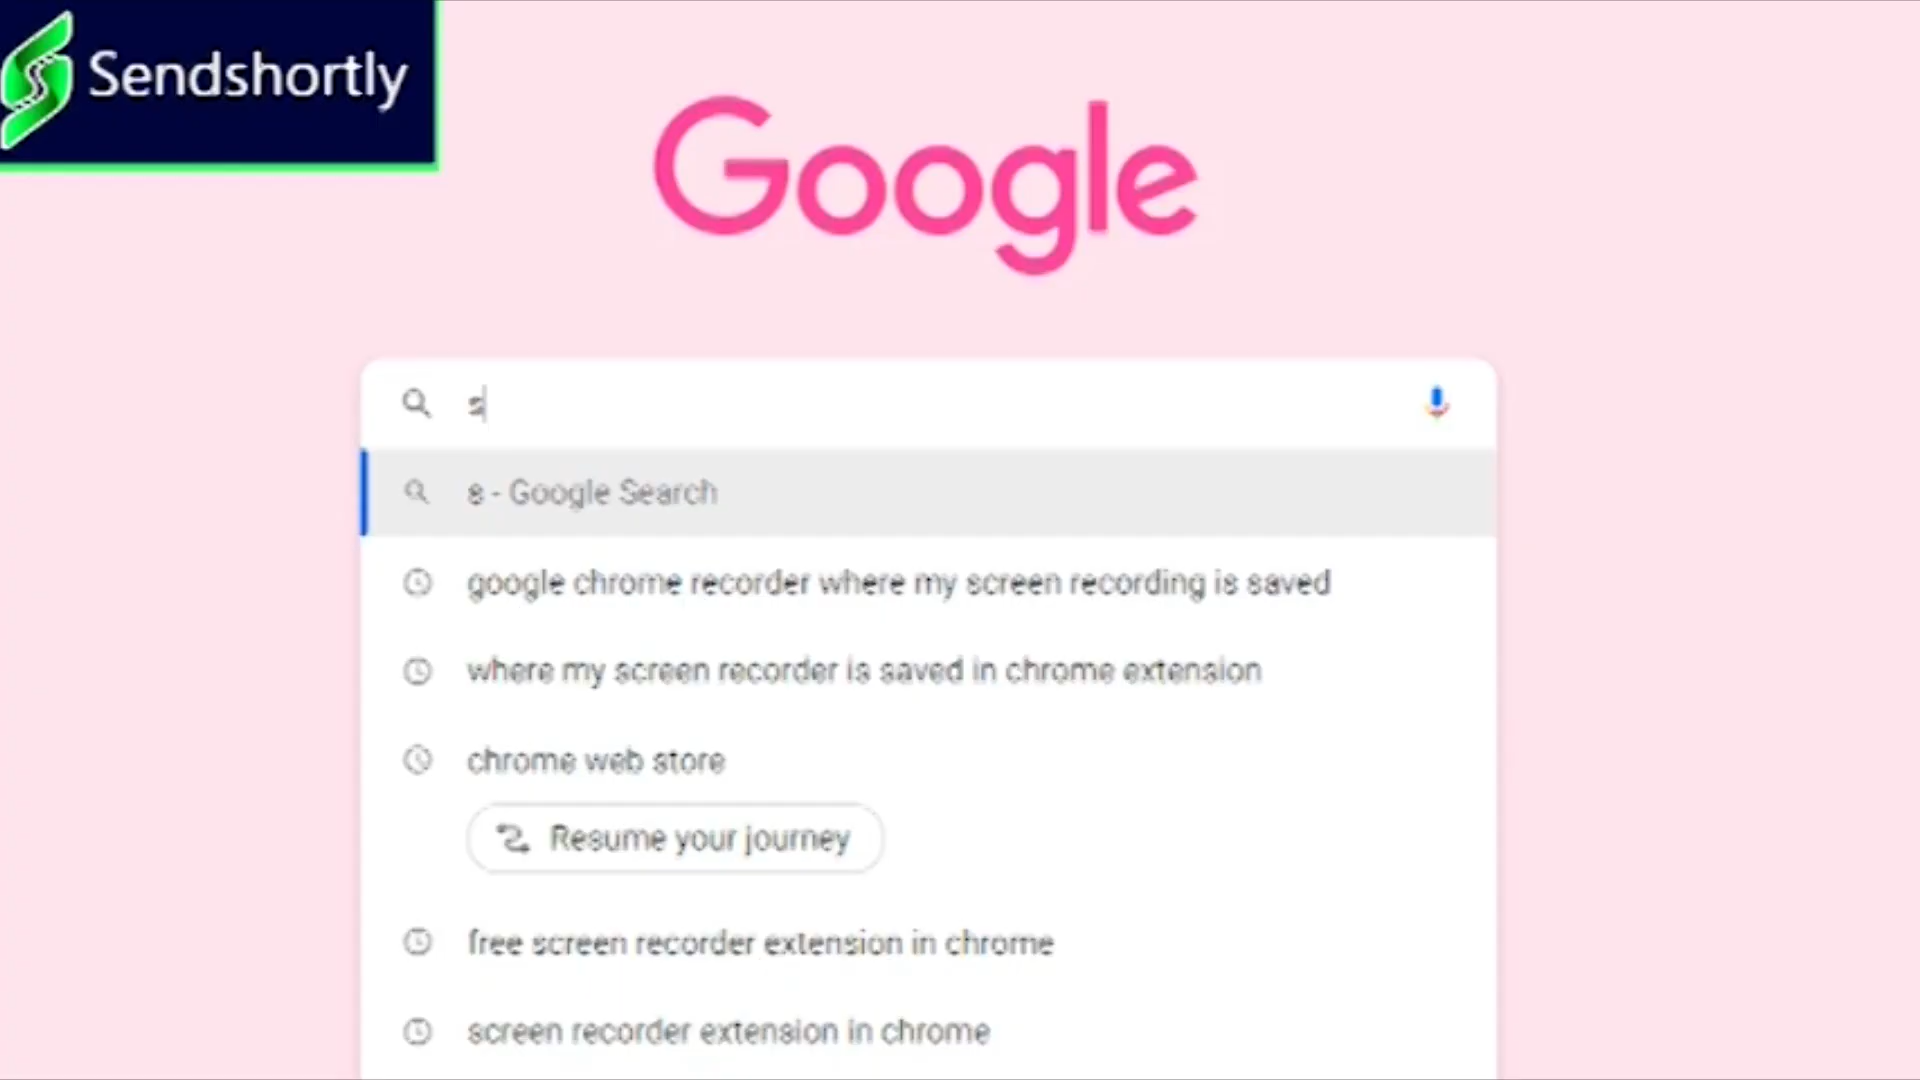 Sendshortly
Google
s
s - Google Search
google chrome recorder where my screen recording is saved
where my screen recorder is saved in chrome extension
chrome web store
Resume your journey
free screen recorder extension in chrome
screen recorder extension in chrome